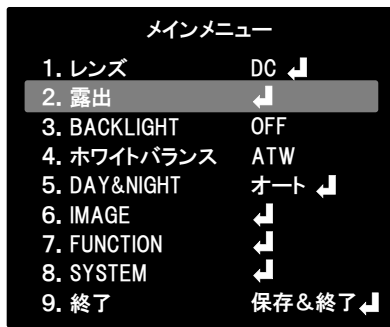 メインメニュー
1. レンズ DC ↲
2. 露出 ↲
3. BACKLIGHT OFF
4. ホワイトバランス ATW
5. DAY&NIGHT オート ↲
6. IMAGE ↲
7. FUNCTION ↲
8. SYSTEM ↲
9. 終了 保存&終了↲